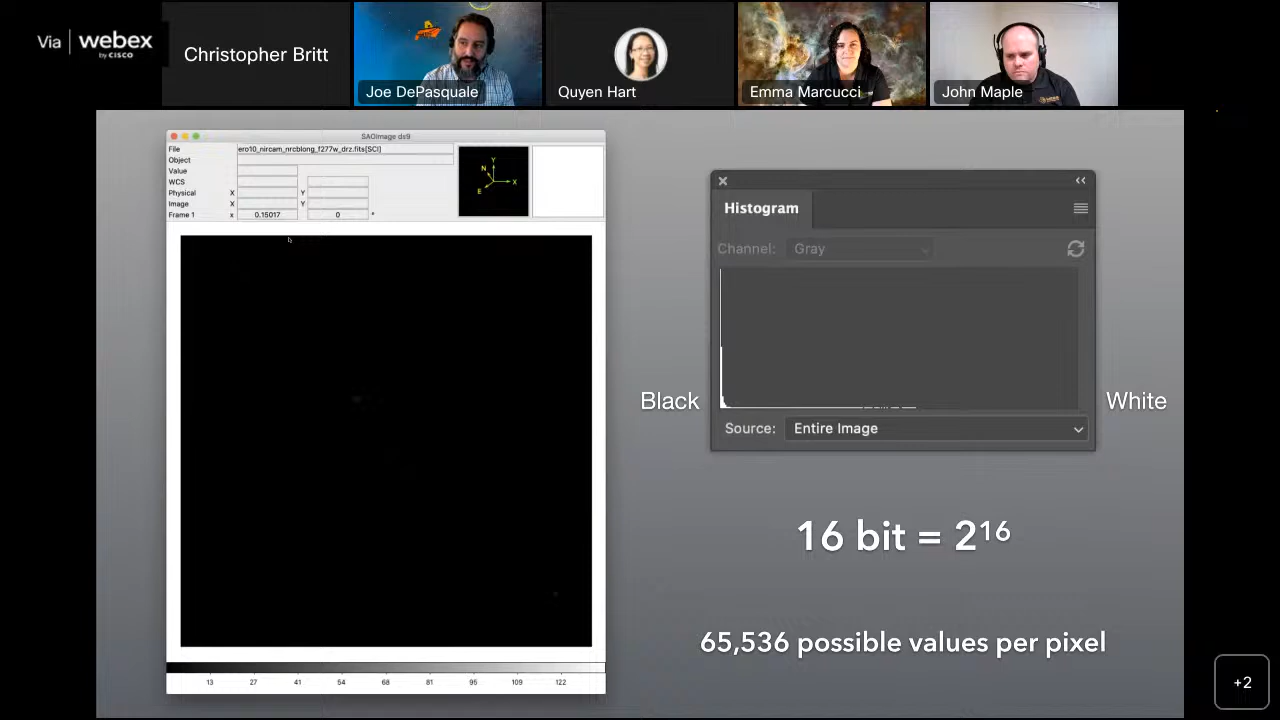 Via webex
by CISCO
Christopher Britt
Joe DePasquale
Quyen Hart
Emma Marcucci
John Maple
SAOImage ds9
File ero10_nircam_nrcblong_f277w_drz.fits[SCI]
Object
Value
WCS
Physical X Y
Image X Y
Frame 1 x 0.15017 0 °
Y
N
X
E
13 27 41 54 68 81 95 109 122
Histogram
Channel: Gray
Black
White
Source: Entire Image
16 bit = 2¹⁶
65,536 possible values per pixel
+2